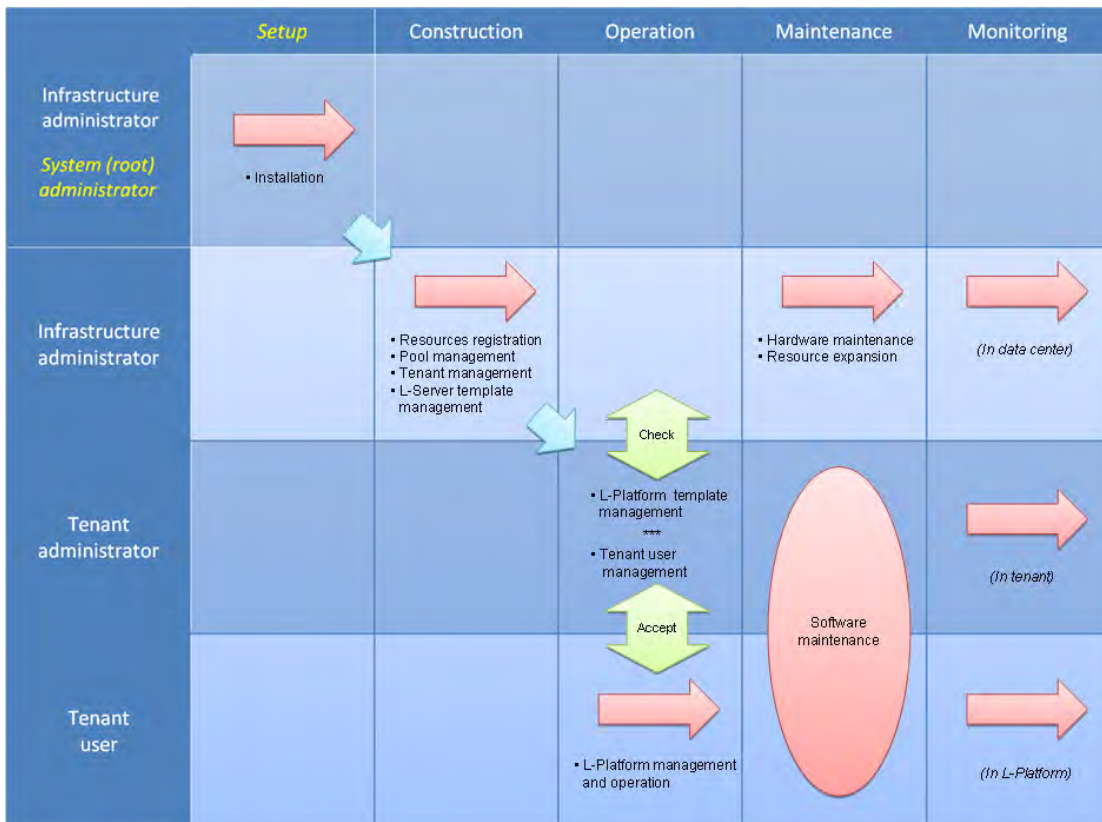 Setup
Construction
Operation
Maintenance
Monitoring
Infrastructure
administrator
System (root)
administrator
• Installation
Infrastructure
administrator
• Resources registration
• Pool management
• Tenant management
• L-Server template
management
• Hardware maintenance
• Resource expansion
(In data center)
Check
Tenant
administrator
• L-Platform template
management
***
• Tenant user
management
(In tenant)
Accept
Software
maintenance
Tenant
user
• L-Platform management
and operation
(In L-Platform)